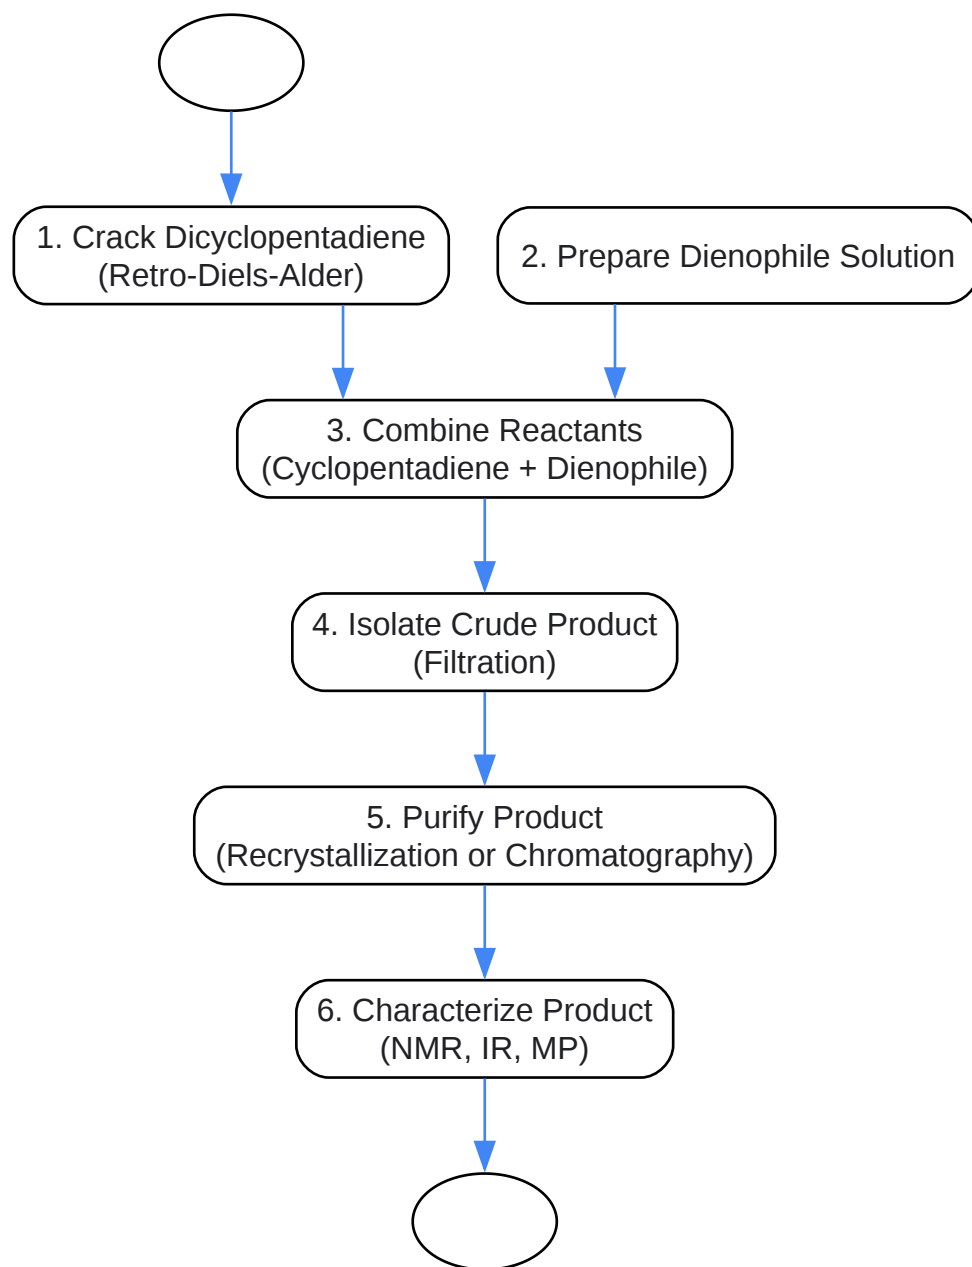 1. Crack Dicyclopentadiene
(Retro-Diels-Alder)
2. Prepare Dienophile Solution
3. Combine Reactants
(Cyclopentadiene + Dienophile)
4. Isolate Crude Product
(Filtration)
5. Purify Product
(Recrystallization or Chromatography)
6. Characterize Product
(NMR, IR, MP)